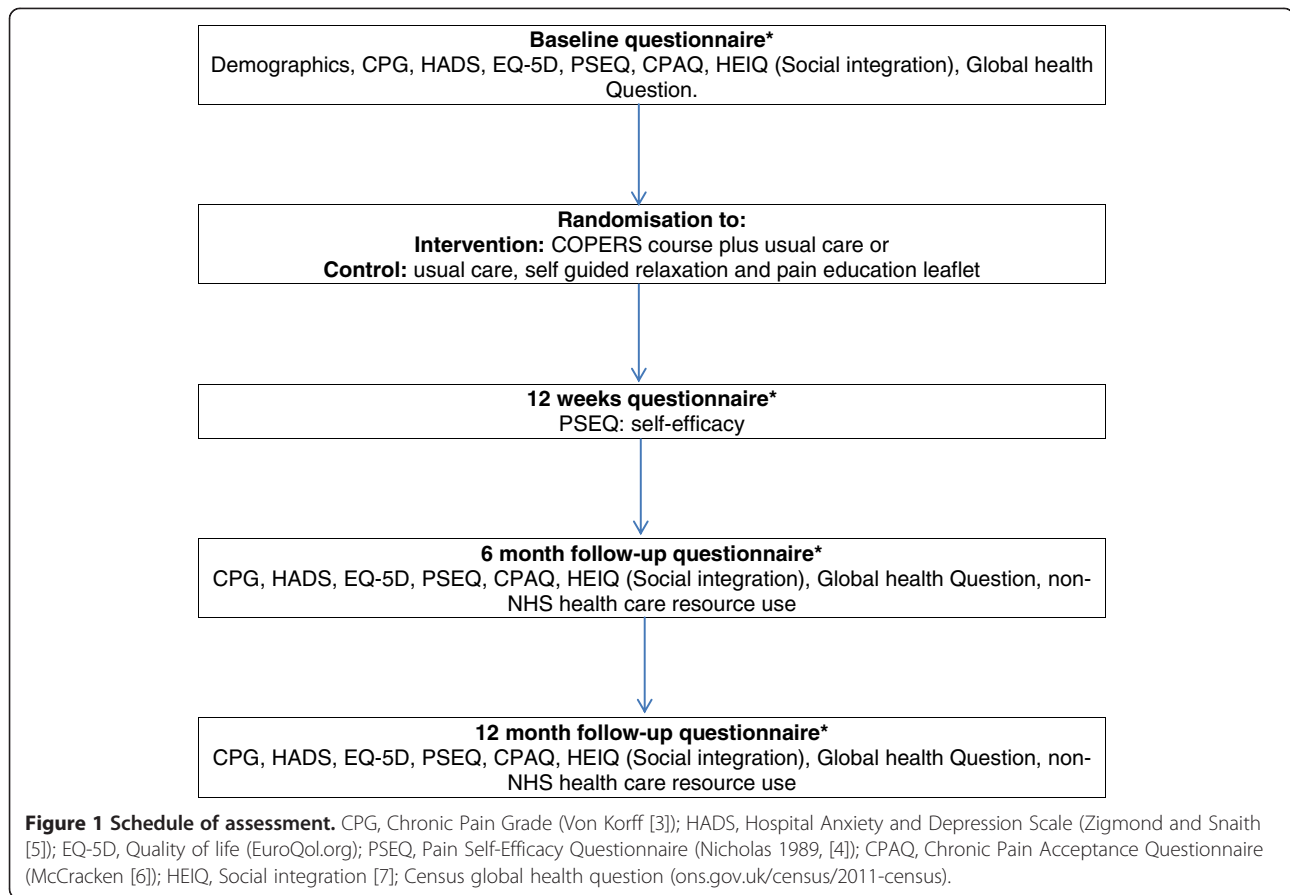 Baseline questionnaire*
Demographics, CPG, HADS, EQ-5D, PSEQ, CPAQ, HEIQ (Social integration), Global health
Question.
Randomisation to:
Intervention: COPERS course plus usual care or
Control: usual care, self guided relaxation and pain education leaflet
12 weeks questionnaire*
PSEQ: self-efficacy
6 month follow-up questionnaire*
CPG, HADS, EQ-5D, PSEQ, CPAQ, HEIQ (Social integration), Global health Question, non-
NHS health care resource use
12 month follow-up questionnaire*
CPG, HADS, EQ-5D, PSEQ, CPAQ, HEIQ (Social integration), Global health Question, non-
NHS health care resource use
Figure 1 Schedule of assessment. CPG, Chronic Pain Grade (Von Korff [3]); HADS, Hospital Anxiety and Depression Scale (Zigmond and Snaith
[5]); EQ-5D, Quality of life (EuroQol.org); PSEQ, Pain Self-Efficacy Questionnaire (Nicholas 1989, [4]); CPAQ, Chronic Pain Acceptance Questionnaire
(McCracken [6]); HEIQ, Social integration [7]; Census global health question (ons.gov.uk/census/2011-census).